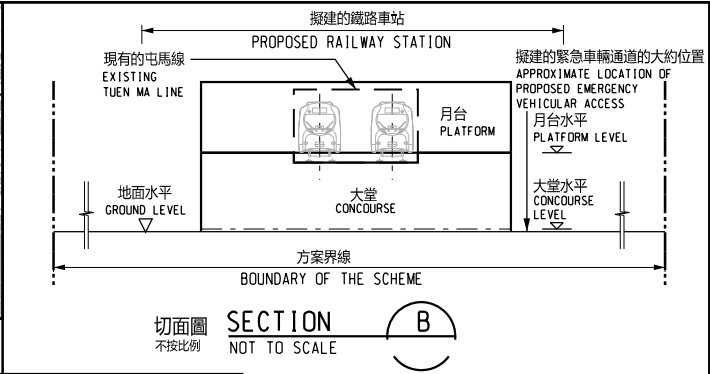 擬建的鐵路車站
PROPOSED RAILWAY STATION
現有的屯馬線
EXISTING
TUEN MA LINE
擬建的緊急車輛通道的大約位置
APPROXIMATE LOCATION OF
PROPOSED EMERGENCY
VEHICULAR ACCESS
月台
PLATFORM
月台水平
PLATFORM LEVEL
地面水平
GROUND LEVEL
大堂
CONCOURSE
大堂水平
CONCOURSE
LEVEL
方案界線
BOUNDARY OF THE SCHEME
切面圖 SECTION B
不按比例 NOT TO SCALE